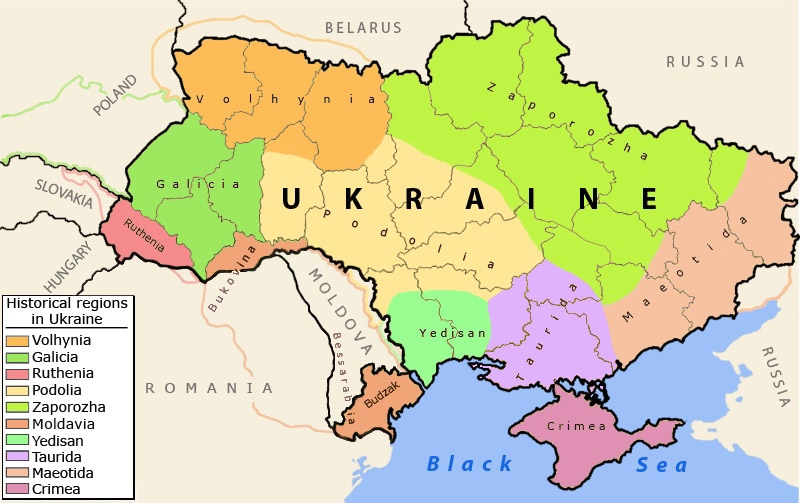 BELARUS
RUSSIA
POLAND
Volhynia
Zaporozha
Galicia
SLOVAKIA
UKRAINE
Ruthenia
Podolia
HUNGARY
Bukovina
Maeotida
MOLDOVA
Taurida
Yedisan
Bessarabia
RUSSIA
ROMANIA
Budzak
Crimea
Black Sea
Historical regions
in Ukraine
Volhynia
Galicia
Ruthenia
Podolia
Zaporozha
Moldavia
Yedisan
Taurida
Maeotida
Crimea